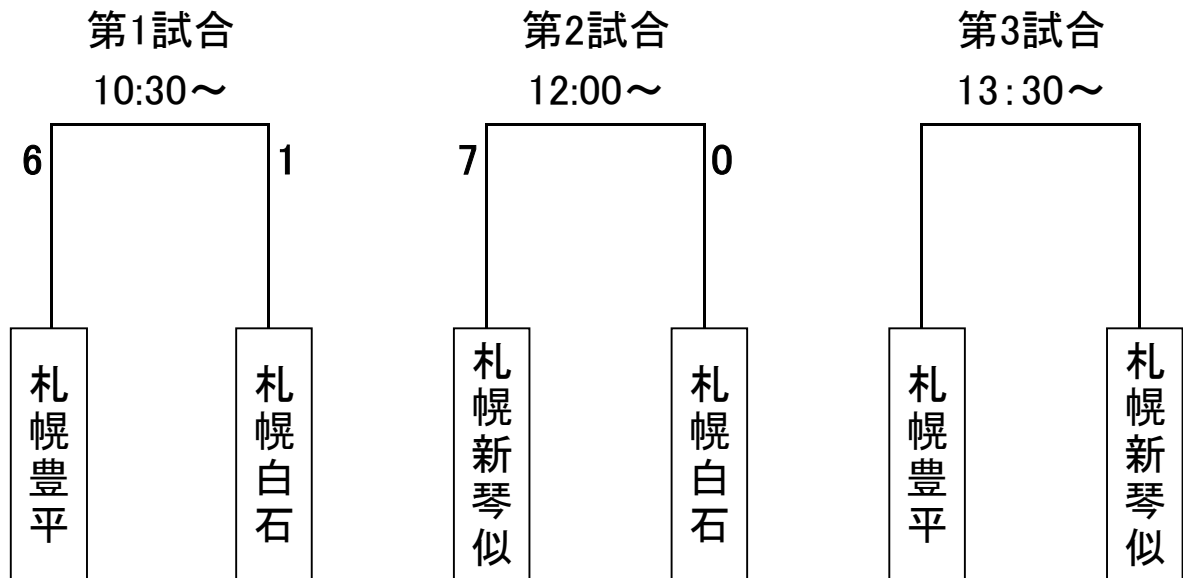 第1試合
10:30～
6
1
札幌豊平
札幌白石
第2試合
12:00～
7
0
札幌新琴似
札幌白石
第3試合
13:30～
札幌豊平
札幌新琴似